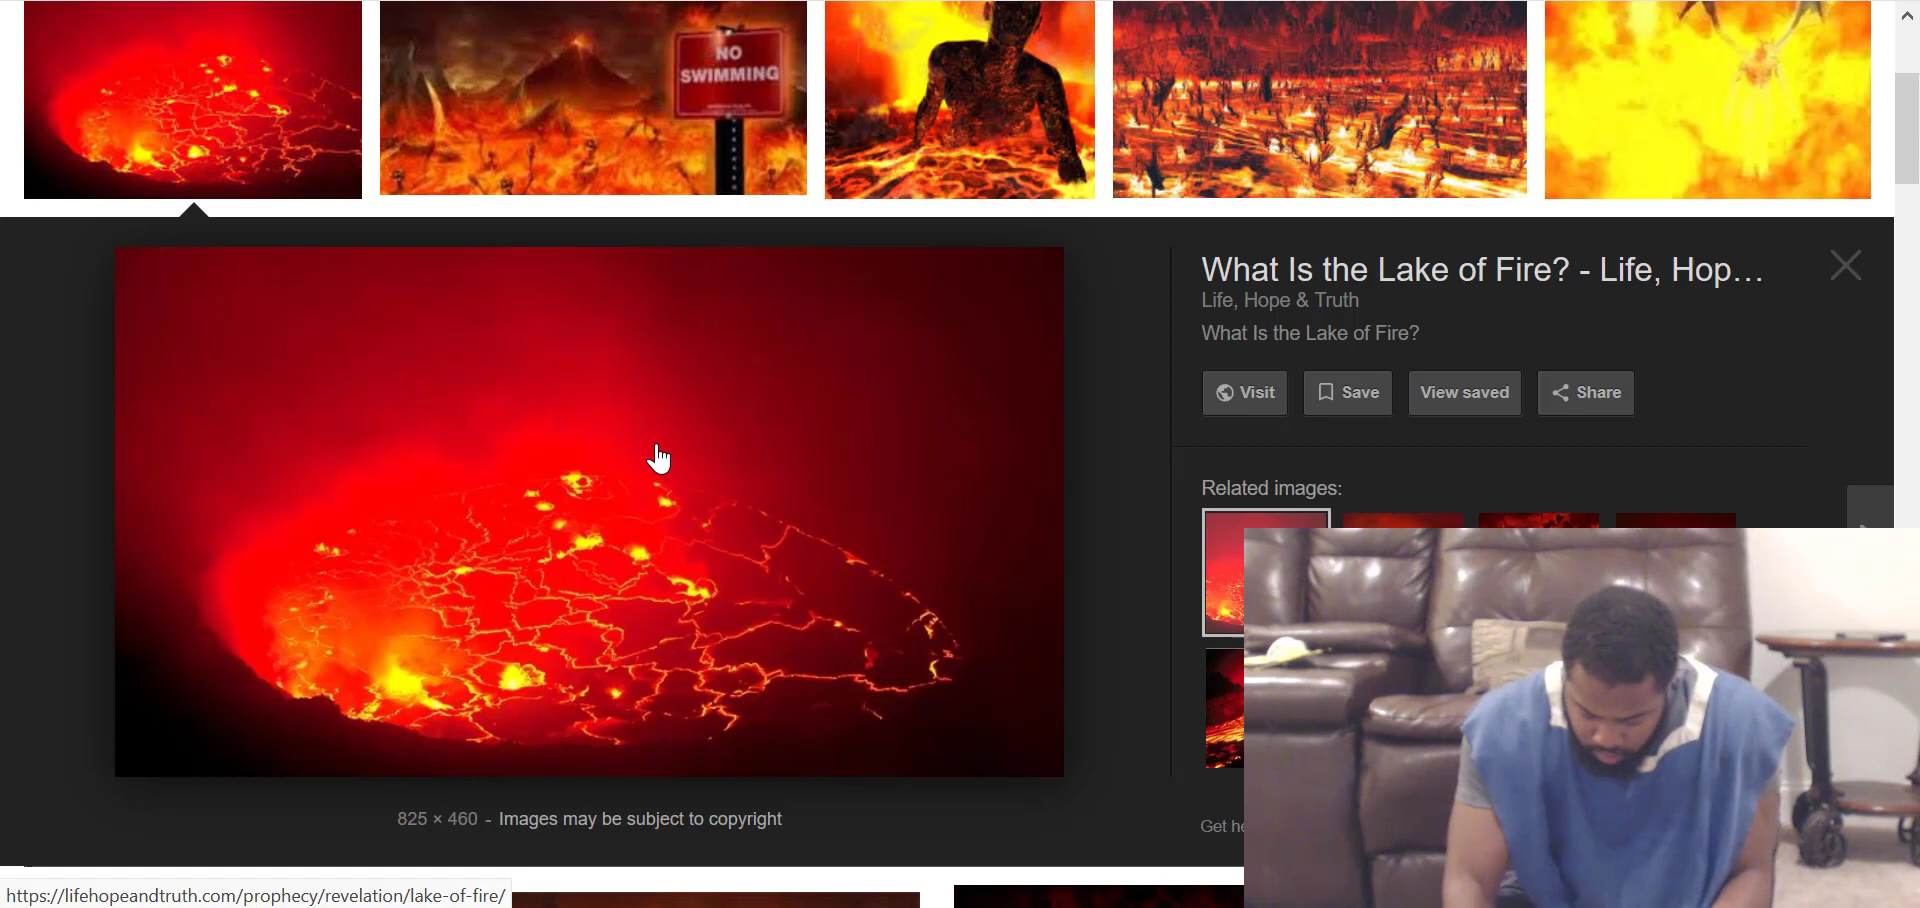 NO
SWIMMING
What Is the Lake of Fire? - Life, Hop...
Life, Hope & Truth
What Is the Lake of Fire?
Visit
Save
View saved
Share
Related images:
825 × 460 - Images may be subject to copyright
Get he
https://lifehopeandtruth.com/prophecy/revelation/lake-of-fire/